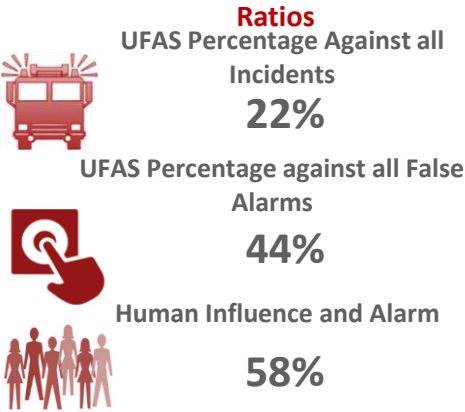 Ratios
UFAS Percentage Against all
Incidents
22%
UFAS Percentage against all False
Alarms
44%
Human Influence and Alarm
58%